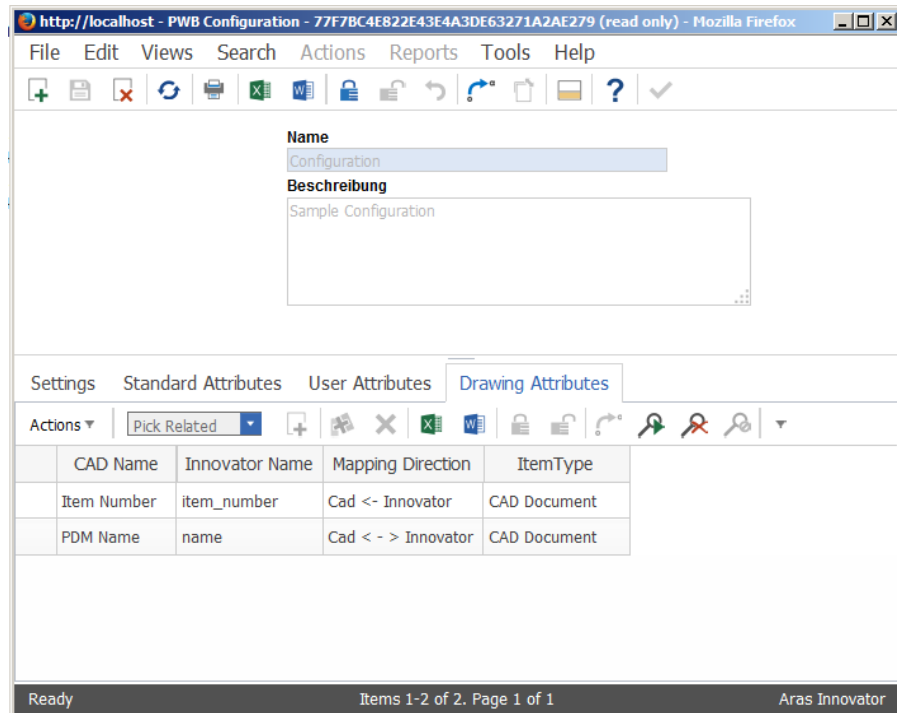 http://localhost - PWB Configuration - 77F7BC4E822E43E4A3DE63271A2AE279 (read only) - Mozilla Firefox
File Edit Views Search Actions Reports Tools Help
Name
Configuration
Beschreibung
Sample Configuration
Settings Standard Attributes User Attributes Drawing Attributes
Actions Pick Related
CAD Name Innovator Name Mapping Direction ItemType
Item Number item_number Cad <- Innovator CAD Document
PDM Name name Cad < - > Innovator CAD Document
Ready Items 1-2 of 2. Page 1 of 1 Aras Innovator